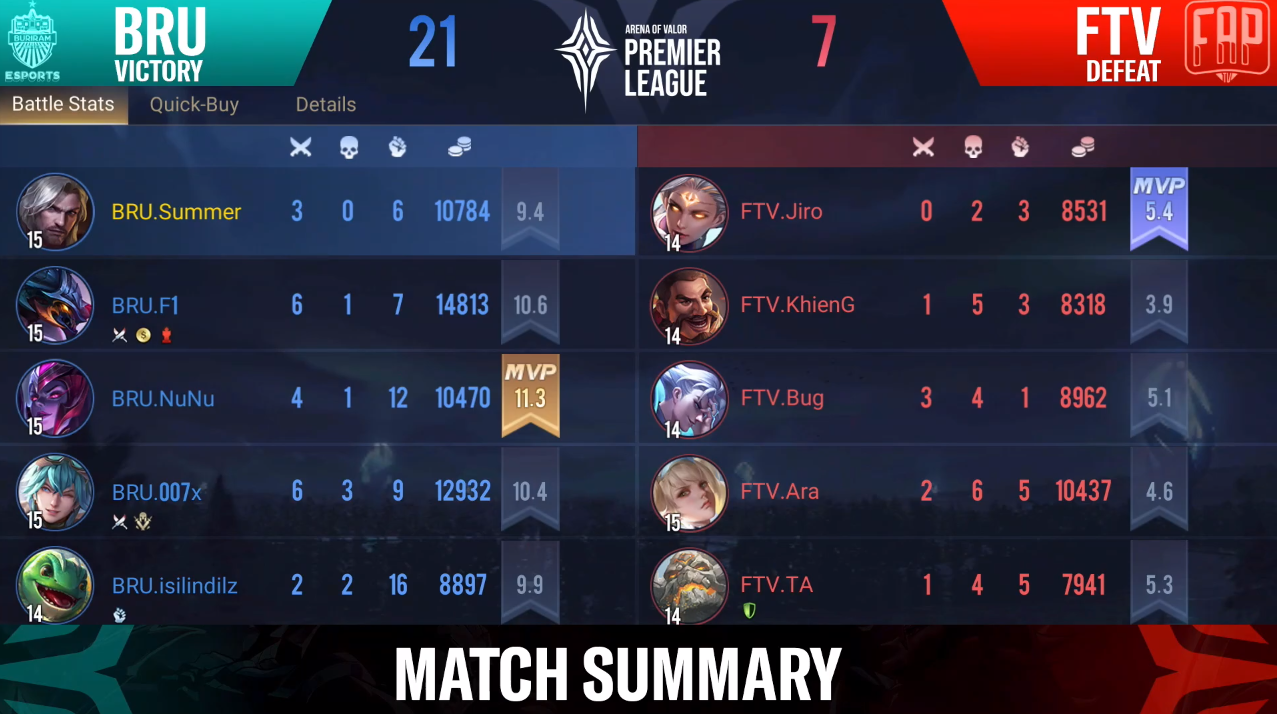 BURIRAM
ESPORTS
BRU
VICTORY
21
ARENA OF VALOR
PREMIER
LEAGUE
7
FTV
DEFEAT
FAP
TV
Battle Stats Quick-Buy Details
15 BRU.Summer 3 0 6 10784 9.4
14 FTV.Jiro 0 2 3 8531 MVP 5.4
15 BRU.F1 6 1 7 14813 10.6
14 FTV.KhienG 1 5 3 8318 3.9
15 BRU.NuNu 4 1 12 10470 MVP 11.3
14 FTV.Bug 3 4 1 8962 5.1
15 BRU.007x 6 3 9 12932 10.4
15 FTV.Ara 2 6 5 10437 4.6
14 BRU.isilindilz 2 2 16 8897 9.9
14 FTV.TA 1 4 5 7941 5.3
MATCH SUMMARY